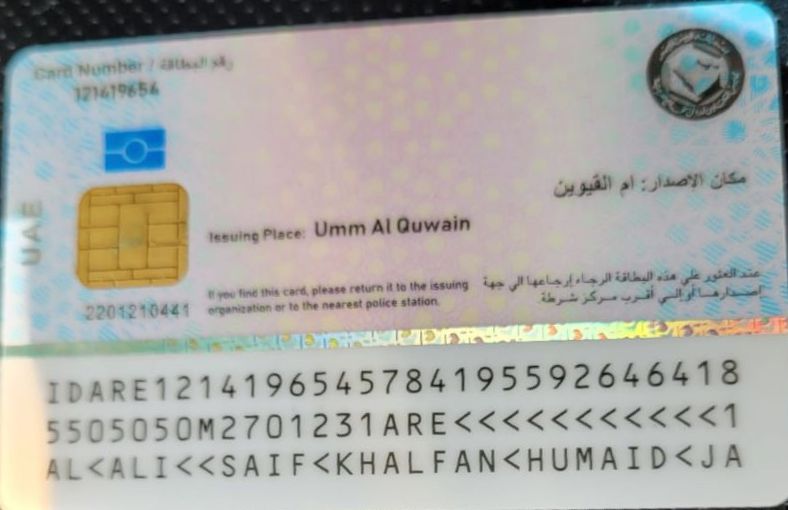 Card Number / رقم البطاقة
121419654
UAE
مكان الاصدار: ام القيوين
Issuing Place: Umm Al Quwain
If you find this card, please return it to the issuing
organization or to the nearest police station.
عند العثور على هذه البطاقة الرجاء إرجاعها الى جهة
إصدارها أو إلي أقرب مركز شرطة
2201210441
IDARE1214196545784195592646418
5505050M2701231ARE<<<<<<<<<<<1
AL<ALI<<SAIF<KHALFAN<HUMAID<JA